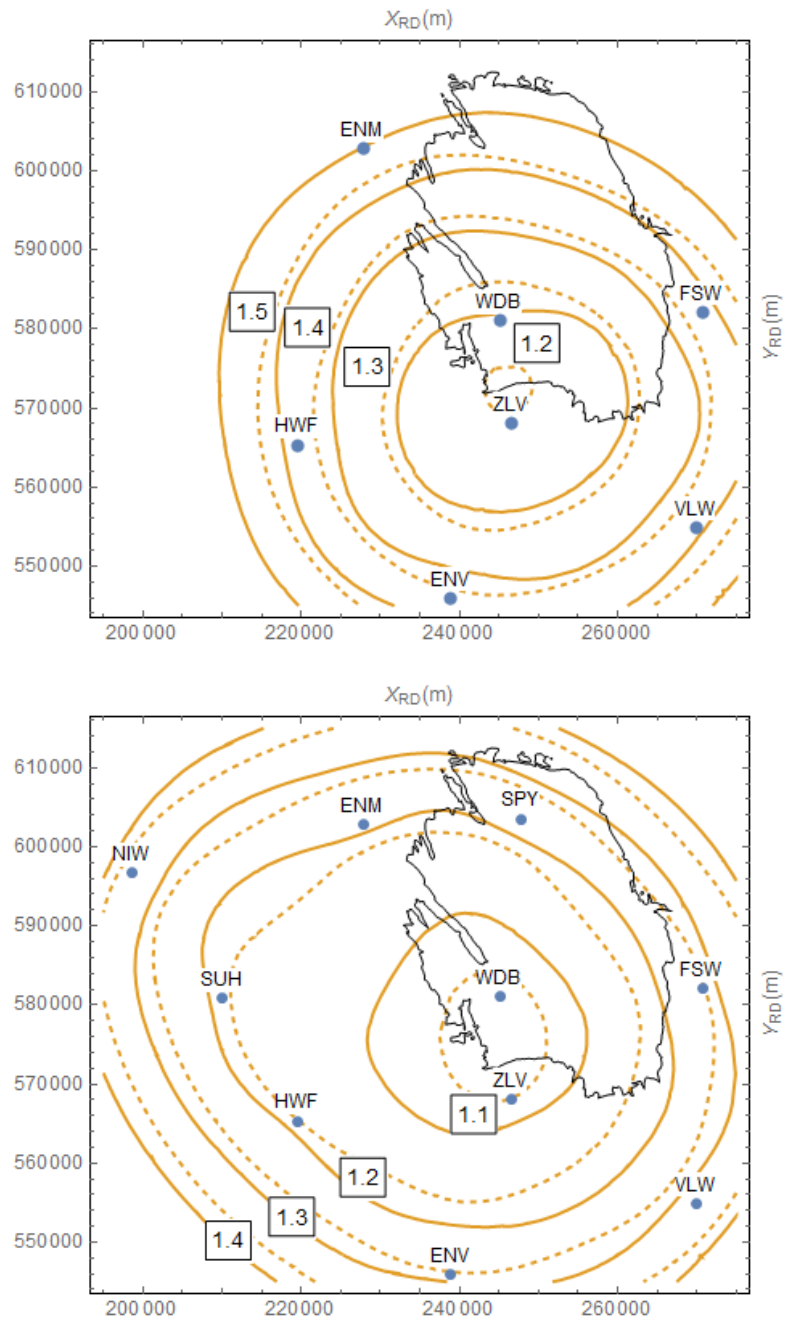 X_RD(m)
610000
ENM
600000
590000
1.5
WDB
FSW
580000
1.4
1.2
Y_RD(m)
1.3
570000
ZLV
HWF
560000
VLW
550000
ENV
200000 220000 240000 260000
X_RD(m)
610000
ENM
SPY
600000
NIW
590000
SUH
WDB
FSW
580000
Y_RD(m)
570000
ZLV
HWF
1.1
560000
1.2
VLW
1.3
550000
1.4
ENV
200000 220000 240000 260000